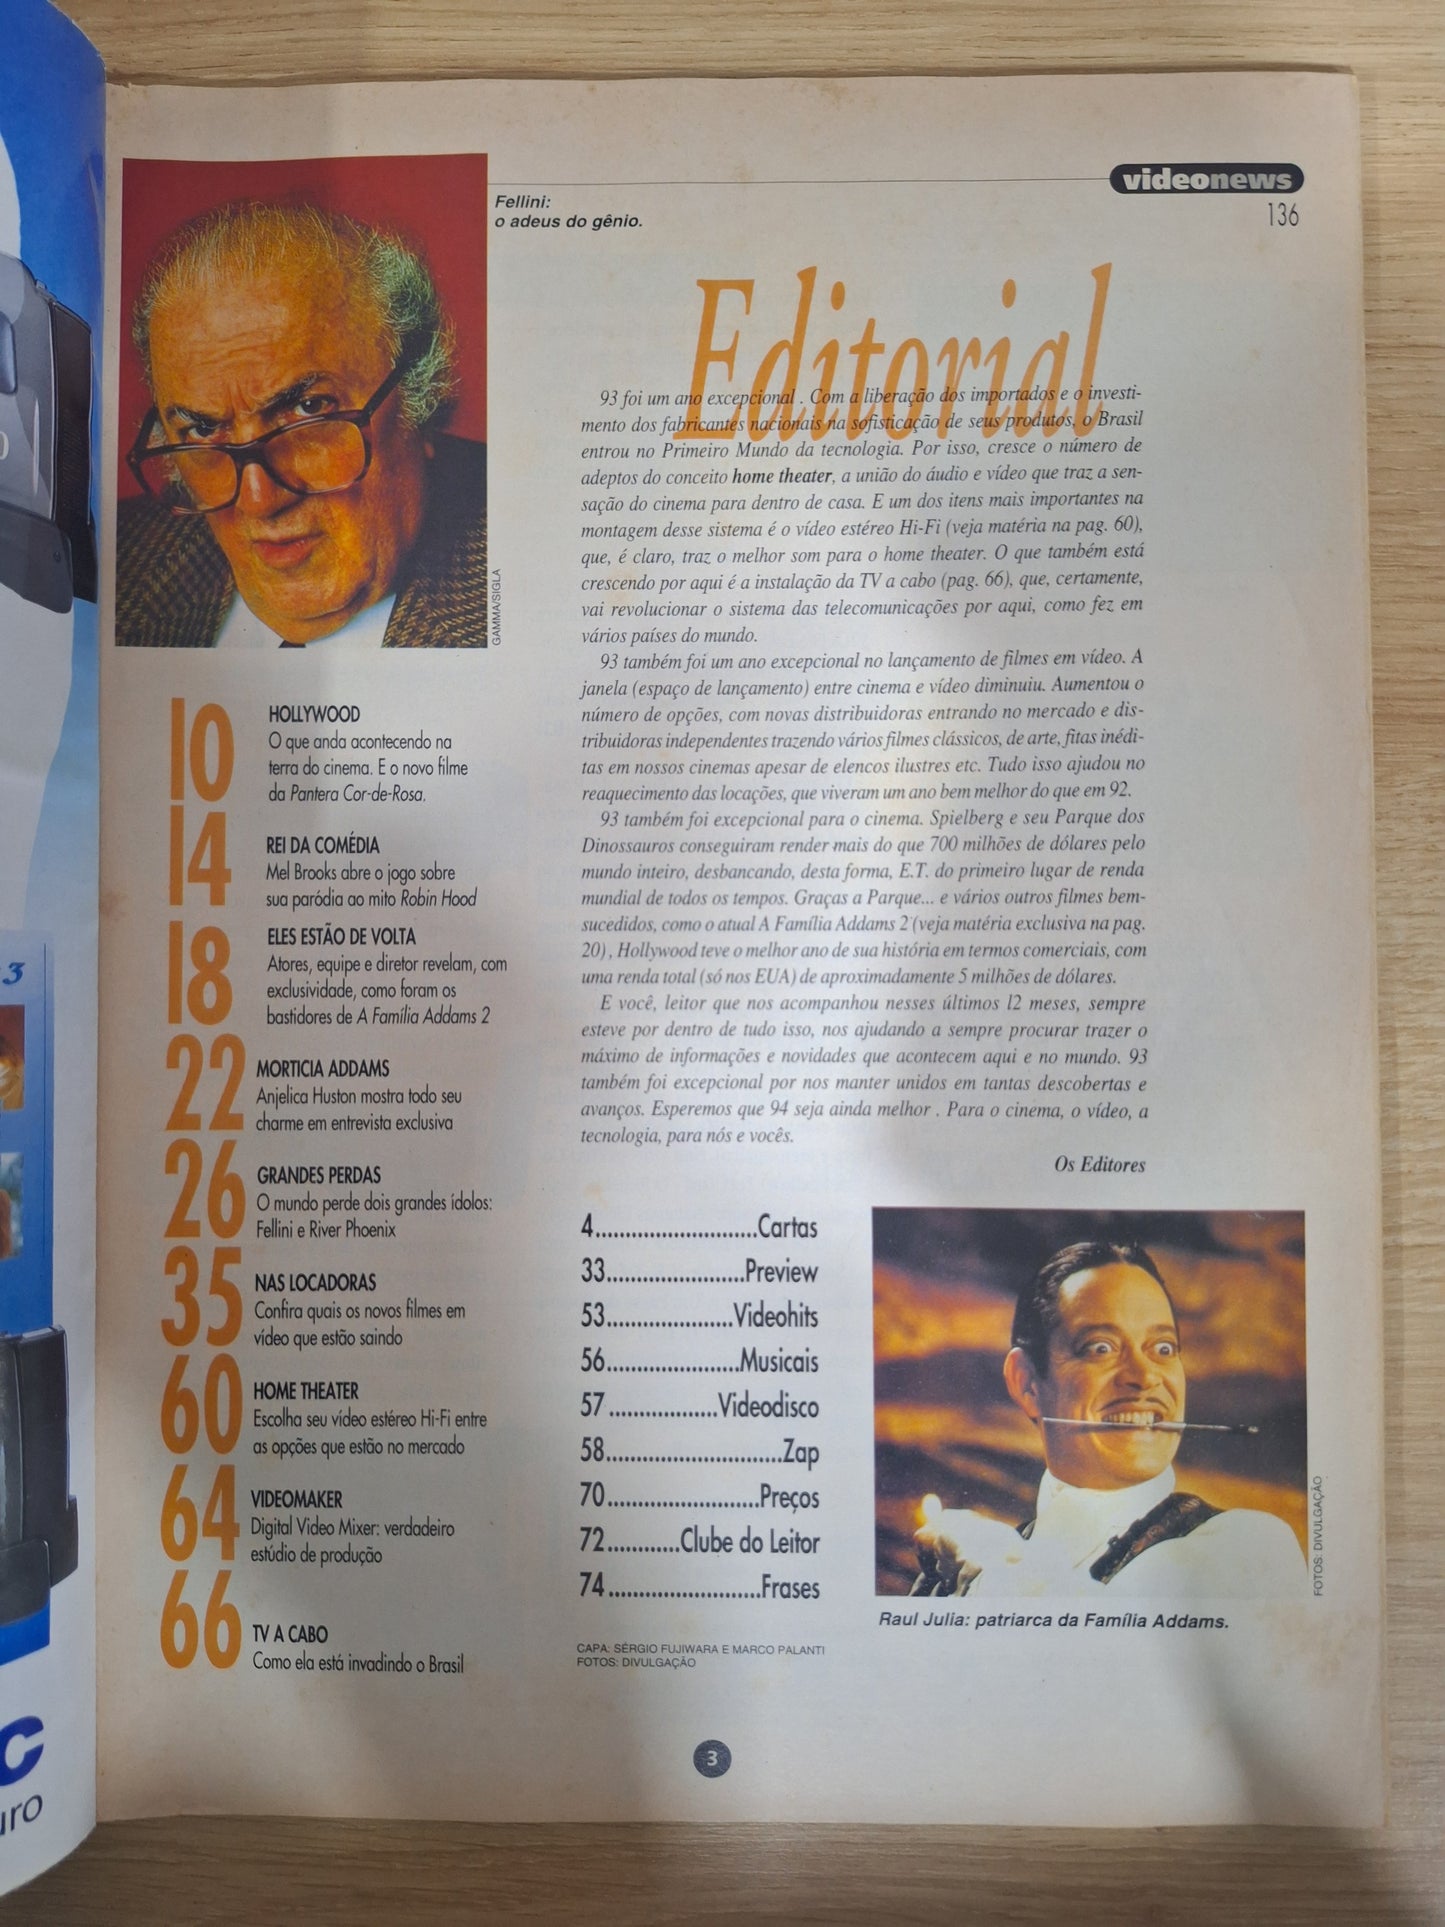 Fellini:
o adeus do gênio.
GAMMA/SIGLA
videonews
136
Editorial
93 foi um ano excepcional . Com a liberação dos importados e o investi-
mento dos fabricantes nacionais na sofisticação de seus produtos, o Brasil
entrou no Primeiro Mundo da tecnologia. Por isso, cresce o número de
adeptos do conceito home theater, a união do áudio e vídeo que traz a sen-
sação do cinema para dentro de casa. E um dos itens mais importantes na
montagem desse sistema é o vídeo estéreo Hi-Fi (veja matéria na pag. 60),
que, é claro, traz o melhor som para o home theater. O que também está
crescendo por aqui é a instalação da TV a cabo (pag. 66), que, certamente,
vai revolucionar o sistema das telecomunicações por aqui, como fez em
vários países do mundo.
93 também foi um ano excepcional no lançamento de filmes em vídeo. A
janela (espaço de lançamento) entre cinema e vídeo diminuiu. Aumentou o
número de opções, com novas distribuidoras entrando no mercado e dis-
tribuidoras independentes trazendo vários filmes clássicos, de arte, fitas inédi-
tas em nossos cinemas apesar de elencos ilustres etc. Tudo isso ajudou no
reaquecimento das locações, que viveram um ano bem melhor do que em 92.
93 também foi excepcional para o cinema. Spielberg e seu Parque dos
Dinossauros conseguiram render mais do que 700 milhões de dólares pelo
mundo inteiro, desbancando, desta forma, E.T. do primeiro lugar de renda
mundial de todos os tempos. Graças a Parque... e vários outros filmes bem-
sucedidos, como o atual A Família Addams 2 (veja matéria exclusiva na pag.
20), Hollywood teve o melhor ano de sua história em termos comerciais, com
uma renda total (só nos EUA) de aproximadamente 5 milhões de dólares.
E você, leitor que nos acompanhou nesses últimos 12 meses, sempre
esteve por dentro de tudo isso, nos ajudando a sempre procurar trazer o
máximo de informações e novidades que acontecem aqui e no mundo. 93
também foi excepcional por nos manter unidos em tantas descobertas e
avanços. Esperemos que 94 seja ainda melhor . Para o cinema, o vídeo, a
tecnologia, para nós e vocês.
Os Editores
10
HOLLYWOOD
O que anda acontecendo na
terra do cinema. E o novo filme
da Pantera Cor-de-Rosa.
14
REI DA COMÉDIA
Mel Brooks abre o jogo sobre
sua paródia ao mito Robin Hood
18
ELES ESTÃO DE VOLTA
Atores, equipe e diretor revelam, com
exclusividade, como foram os
bastidores de A Família Addams 2
22
MORTICIA ADDAMS
Anjelica Huston mostra todo seu
charme em entrevista exclusiva
26
GRANDES PERDAS
O mundo perde dois grandes ídolos:
Fellini e River Phoenix
35
NAS LOCADORAS
Confira quais os novos filmes em
vídeo que estão saindo
60
HOME THEATER
Escolha seu vídeo estéreo Hi-Fi entre
as opções que estão no mercado
64
VIDEOMAKER
Digital Video Mixer: verdadeiro
estúdio de produção
66
TV A CABO
Como ela está invadindo o Brasil
4............................Cartas
33........................Preview
53......................Videohits
56.......................Musicais
57...................Videodisco
58..............................Zap
70..........................Preços
72............Clube do Leitor
74..........................Frases
CAPA: SÉRGIO FUJIWARA E MARCO PALANTI
FOTOS: DIVULGAÇÃO
FOTOS: DIVULGAÇÃO
Raul Julia: patriarca da Família Addams.
3
3
c
uro